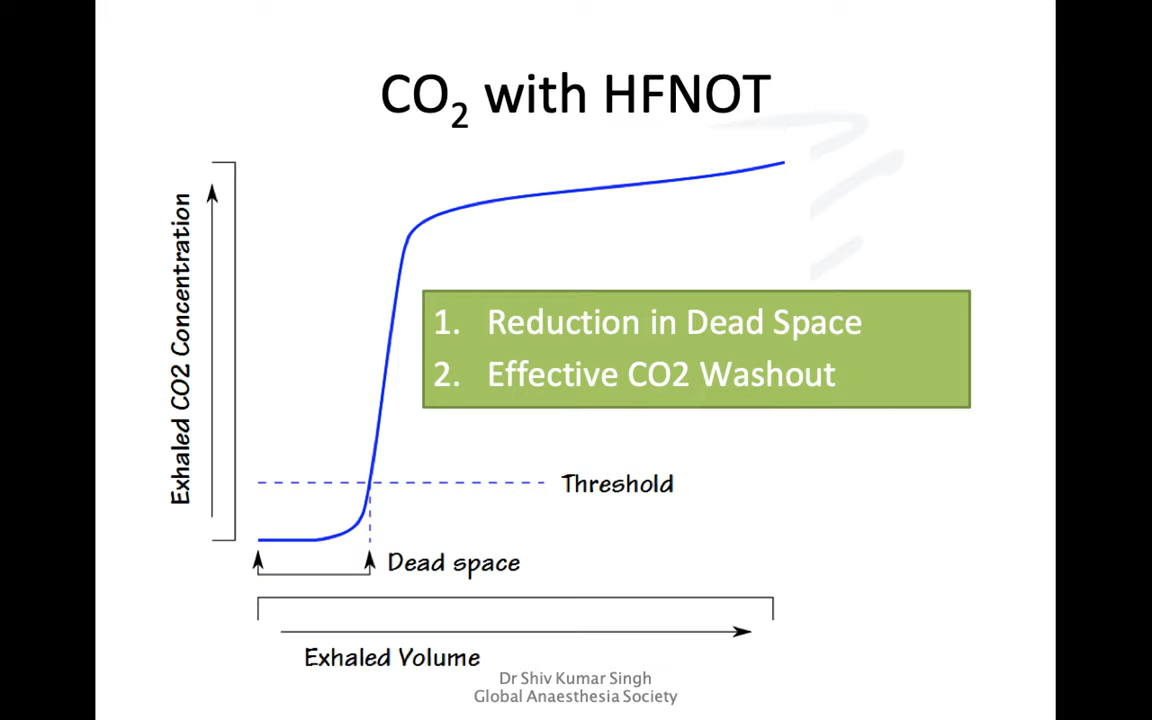 CO2 with HFNOT
Exhaled CO2 Concentration
1. Reduction in Dead Space
2. Effective CO2 Washout
Threshold
Dead space
Exhaled Volume
Dr Shiv Kumar Singh
Global Anaesthesia Society